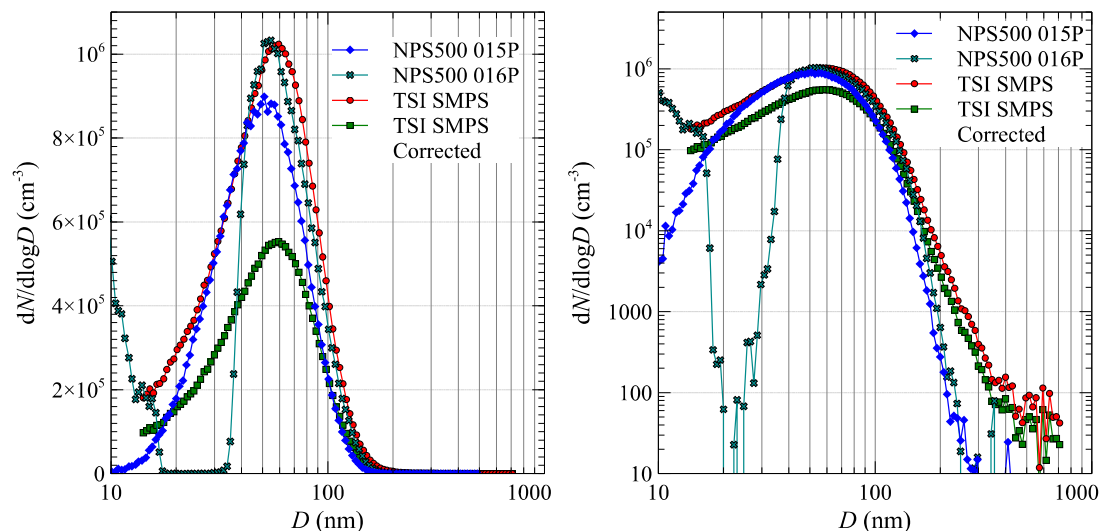 10⁶
8×10⁵
6×10⁵
4×10⁵
2×10⁵
0
dN/dlogD (cm⁻³)
10
100
1000
D (nm)
NPS500 015P
NPS500 016P
TSI SMPS
TSI SMPS
Corrected
10⁷
10⁶
10⁵
10⁴
1000
100
10
dN/dlogD (cm⁻³)
10
100
1000
D (nm)
NPS500 015P
NPS500 016P
TSI SMPS
TSI SMPS
Corrected